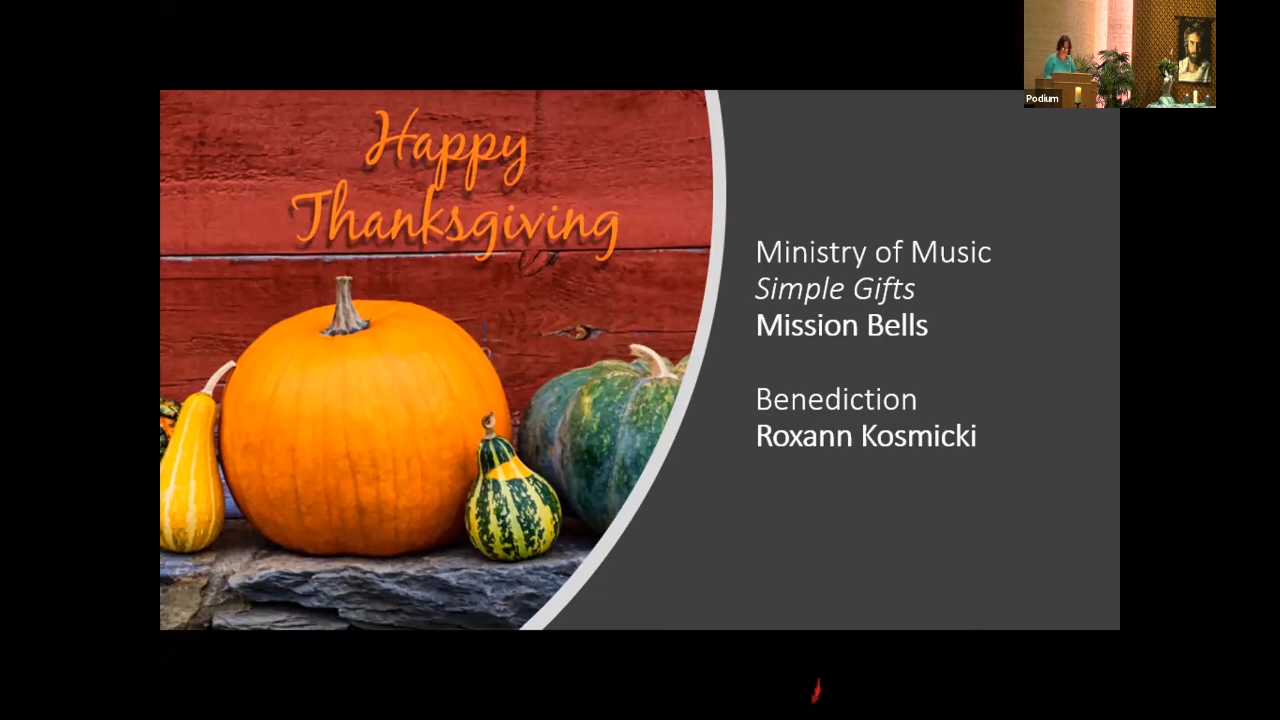 Podium
Happy
Thanksgiving
Ministry of Music
Simple Gifts
Mission Bells
Benediction
Roxann Kosmicki